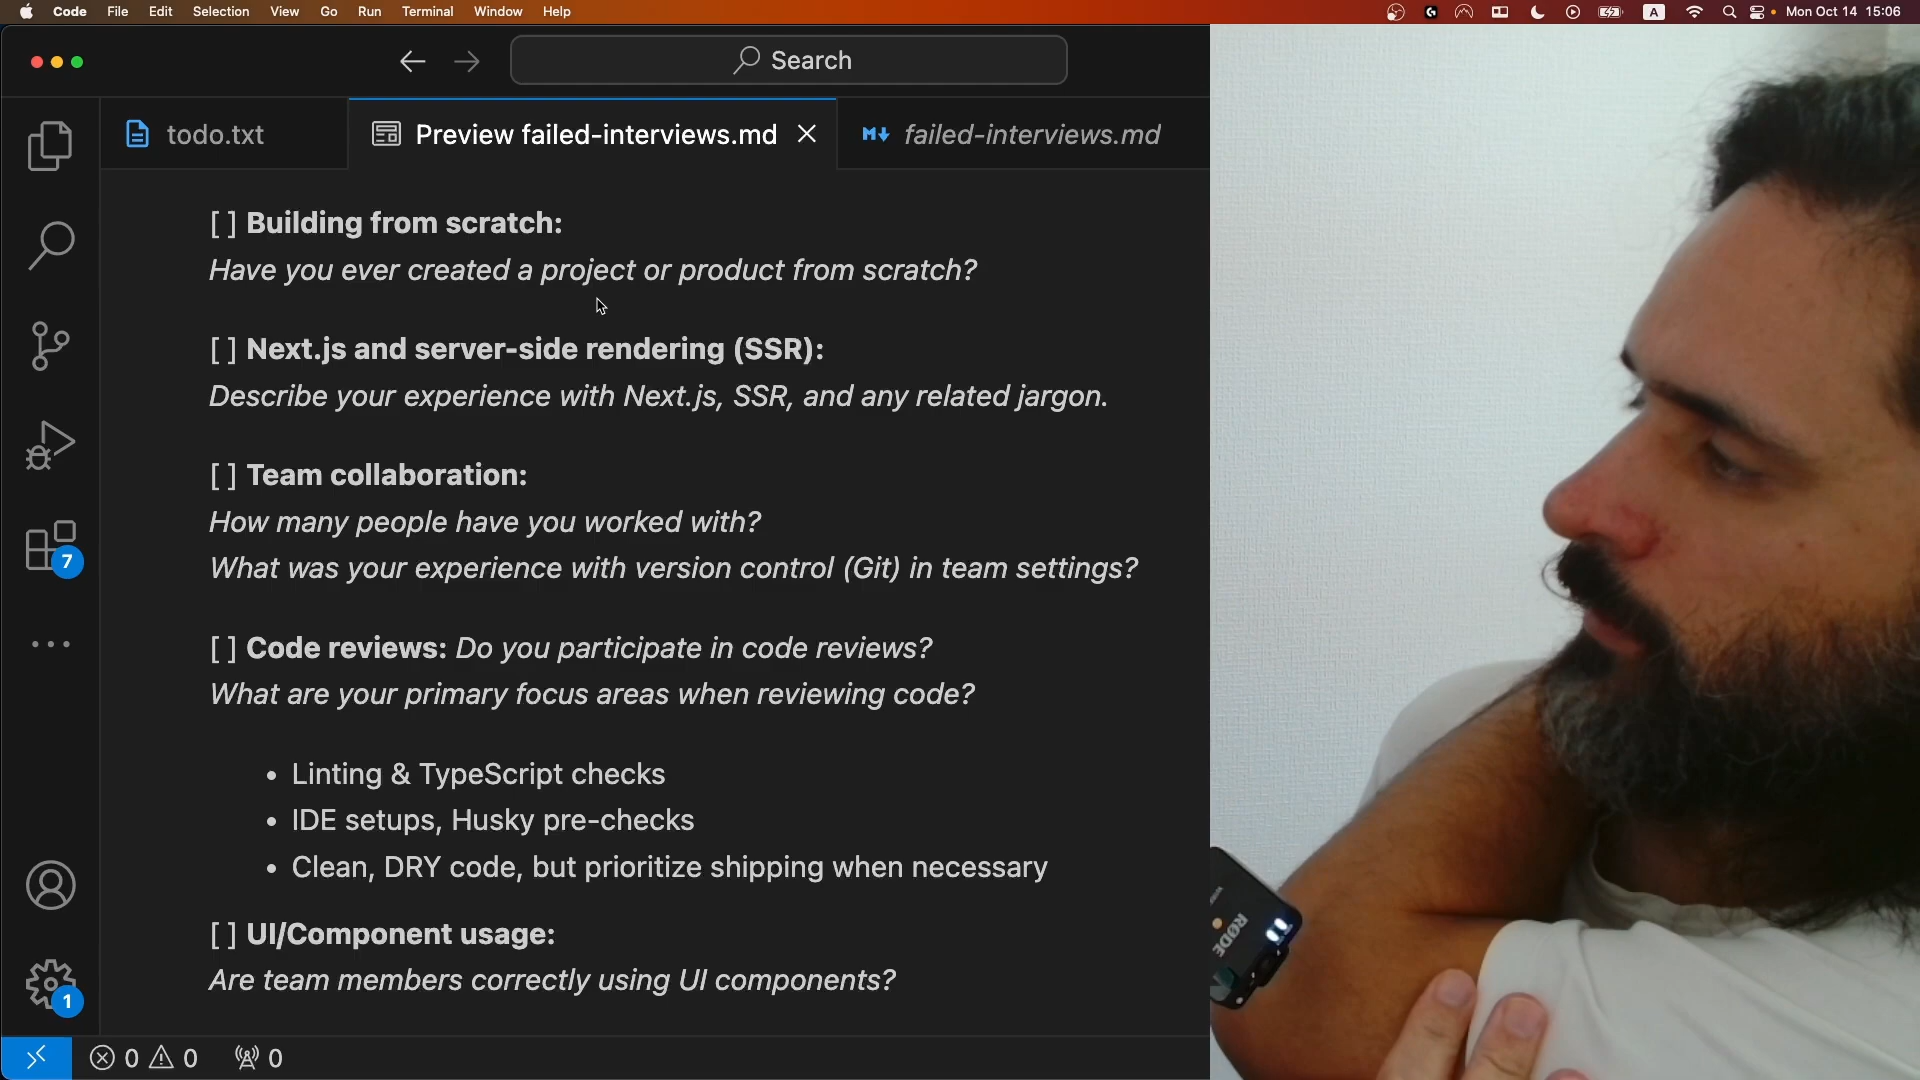 Code File Edit Selection View Go Run Terminal Window Help A Mon Oct 14 15:06
Search
todo.txt Preview failed-interviews.md failed-interviews.md
[ ] Building from scratch:
Have you ever created a project or product from scratch?
[ ] Next.js and server-side rendering (SSR):
Describe your experience with Next.js, SSR, and any related jargon.
[ ] Team collaboration:
How many people have you worked with?
What was your experience with version control (Git) in team settings?
[ ] Code reviews: Do you participate in code reviews?
What are your primary focus areas when reviewing code?
• Linting & TypeScript checks
• IDE setups, Husky pre-checks
• Clean, DRY code, but prioritize shipping when necessary
[ ] UI/Component usage:
Are team members correctly using UI components?
7
1
0 0 0
RØDE